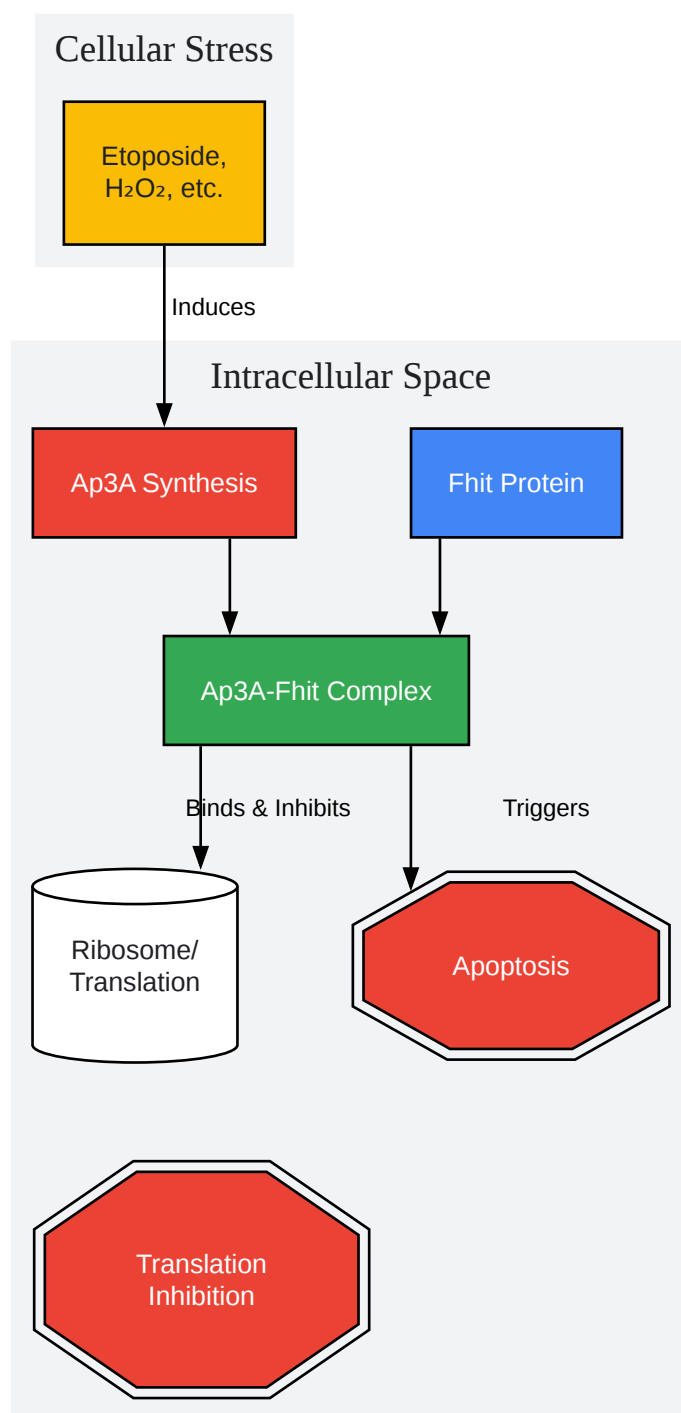 Cellular Stress
Etoposide,
H₂O₂, etc.
Induces
Intracellular Space
Ap3A Synthesis
Fhit Protein
Ap3A-Fhit Complex
Binds & Inhibits
Triggers
Ribosome/
Translation
Apoptosis
Translation
Inhibition